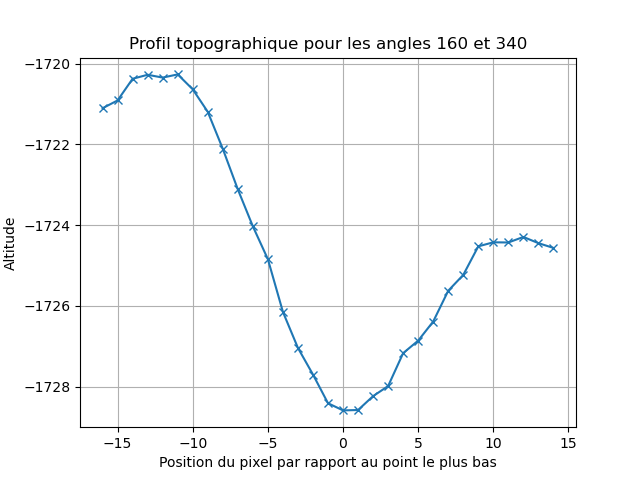 Profil topographique pour les angles 160 et 340
−1720
−1722
−1724
−1726
−1728
Altitude
−15 −10 −5 0 5 10 15
Position du pixel par rapport au point le plus bas